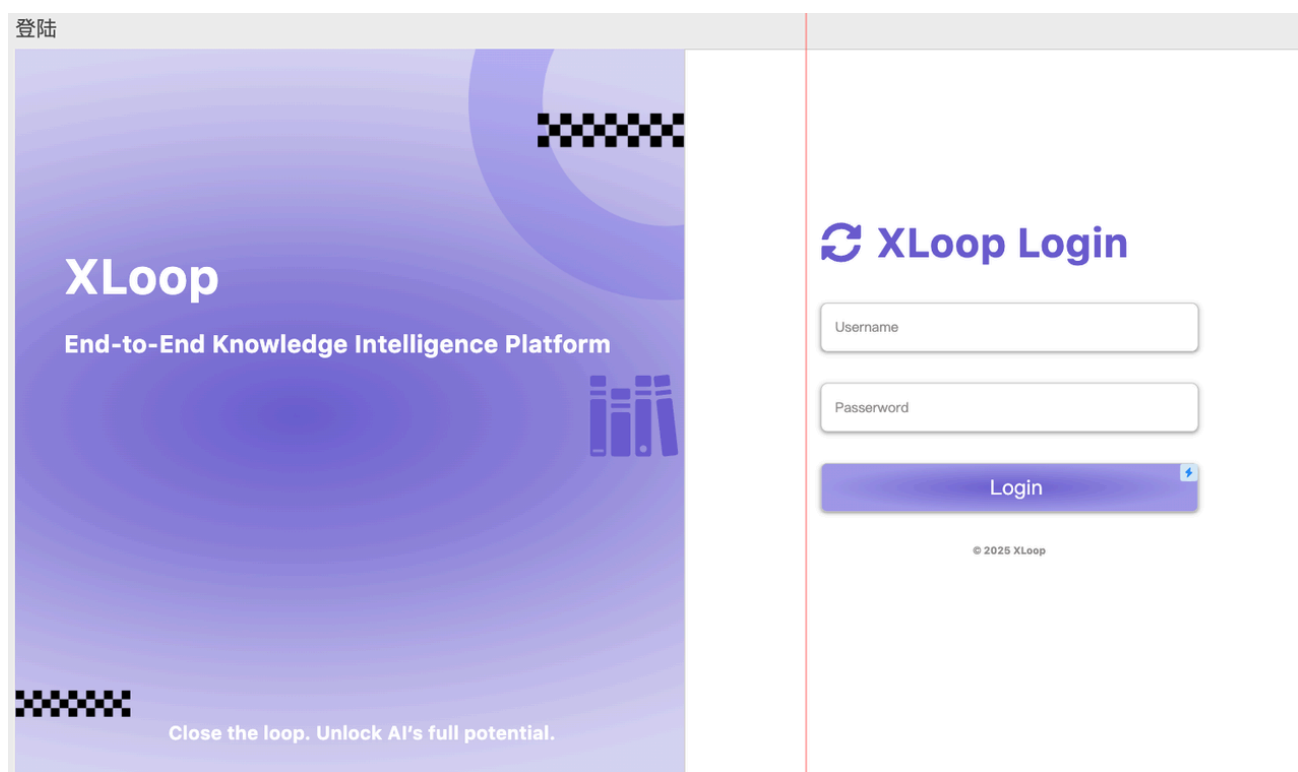 登陆
XLoop
End-to-End Knowledge Intelligence Platform
Close the loop. Unlock AI’s full potential.
XLoop Login
Username
Passerword
Login
© 2025 XLoop